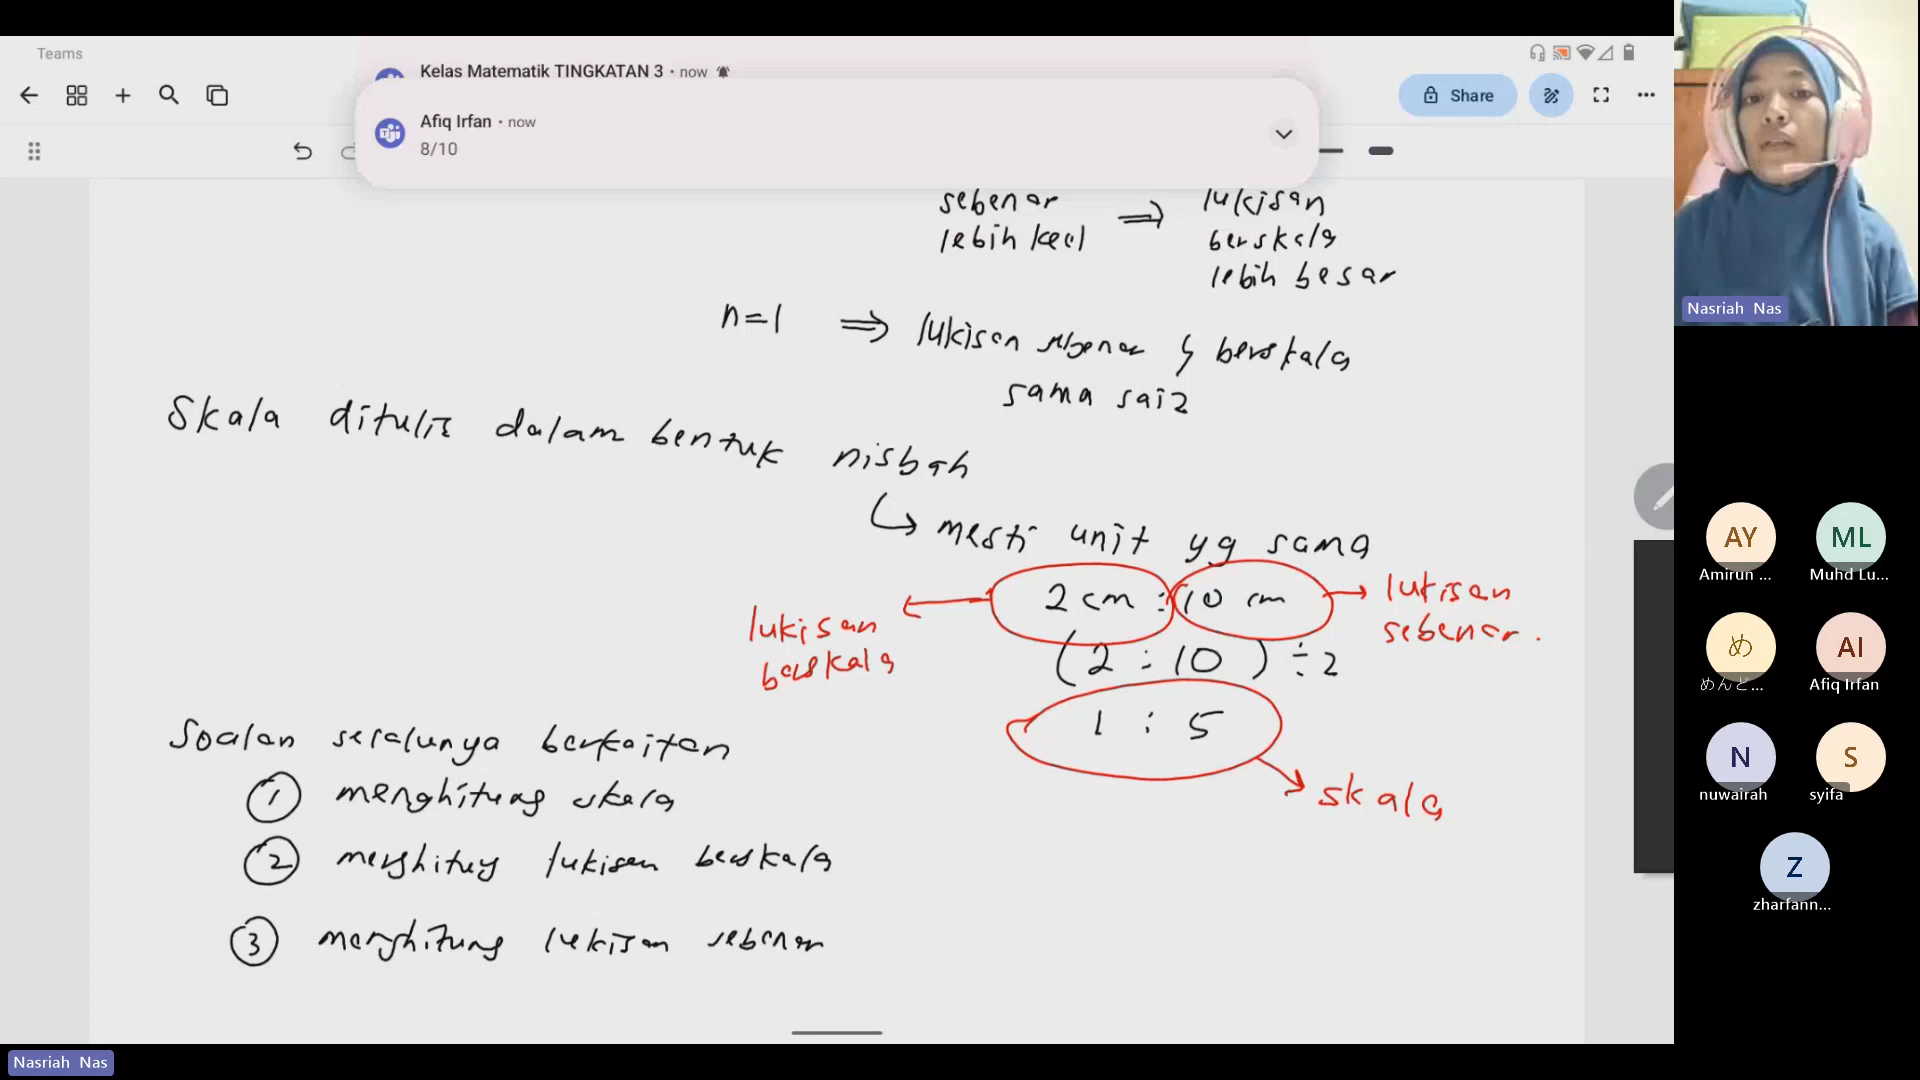 Teams
Kelas Matematik TINGKATAN 3 • now
Afiq Irfan • now
8/10
Share
sebenar
lebih kecil
⇒
lukisan
berskala
lebih besar
n=1 ⇒ lukisan sebenar & berskala
sama saiz
Skala ditulis dalam bentuk nisbah
↳ mesti unit yg sama
2 cm : 10 cm
lukisan
sebenar.
lukisan
berskala
(2 : 10) ÷ 2
1 : 5
skala
Soalan selalunya berkaitan
① menghitung skala
② menghitung lukisan berskala
③ menghitung lukisan sebenar
Nasriah Nas
AY
Amirun ...
ML
Muhd Lu...
め
めんど...
AI
Afiq Irfan
N
nuwairah
S
syifa
Z
zharfann...
Nasriah Nas